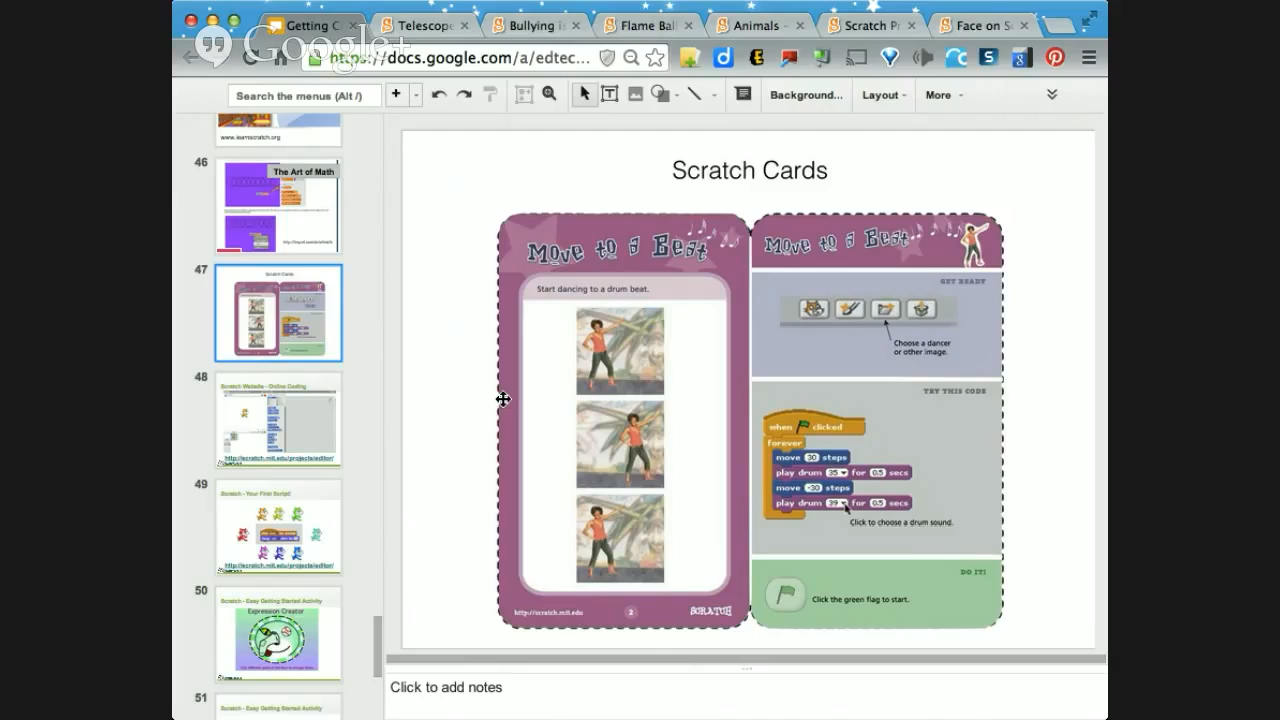 Getting C
Telescope
Bullying i
Flame Bal
Animals -
Scratch Pr
Face on S
Google+
https://docs.google.com/a/edtec...
Search the menus (Alt /)
Background...
Layout
More
www.learnscratch.org
46
The Art of Math
47
Scratch Cards
48
Scratch Website - Online Coding
http://scratch.mit.edu/projects/editor/
49
Scratch - Your First Script!
http://scratch.mit.edu/projects/editor/
50
Scratch - Easy Getting Started Activity
Expression Creator
51
Scratch - Easy Getting Started Activity
Scratch Cards
Move to a Beat
Start dancing to a drum beat.
http://scratch.mit.edu
2
SCRATCH
Move to a Beat
GET READY
Choose a dancer
or other image.
TRY THIS CODE
when clicked
forever
move 30 steps
play drum 35 for 0.5 secs
move -30 steps
play drum 39 for 0.5 secs
Click to choose a drum sound.
DO IT!
Click the green flag to start.
Click to add notes